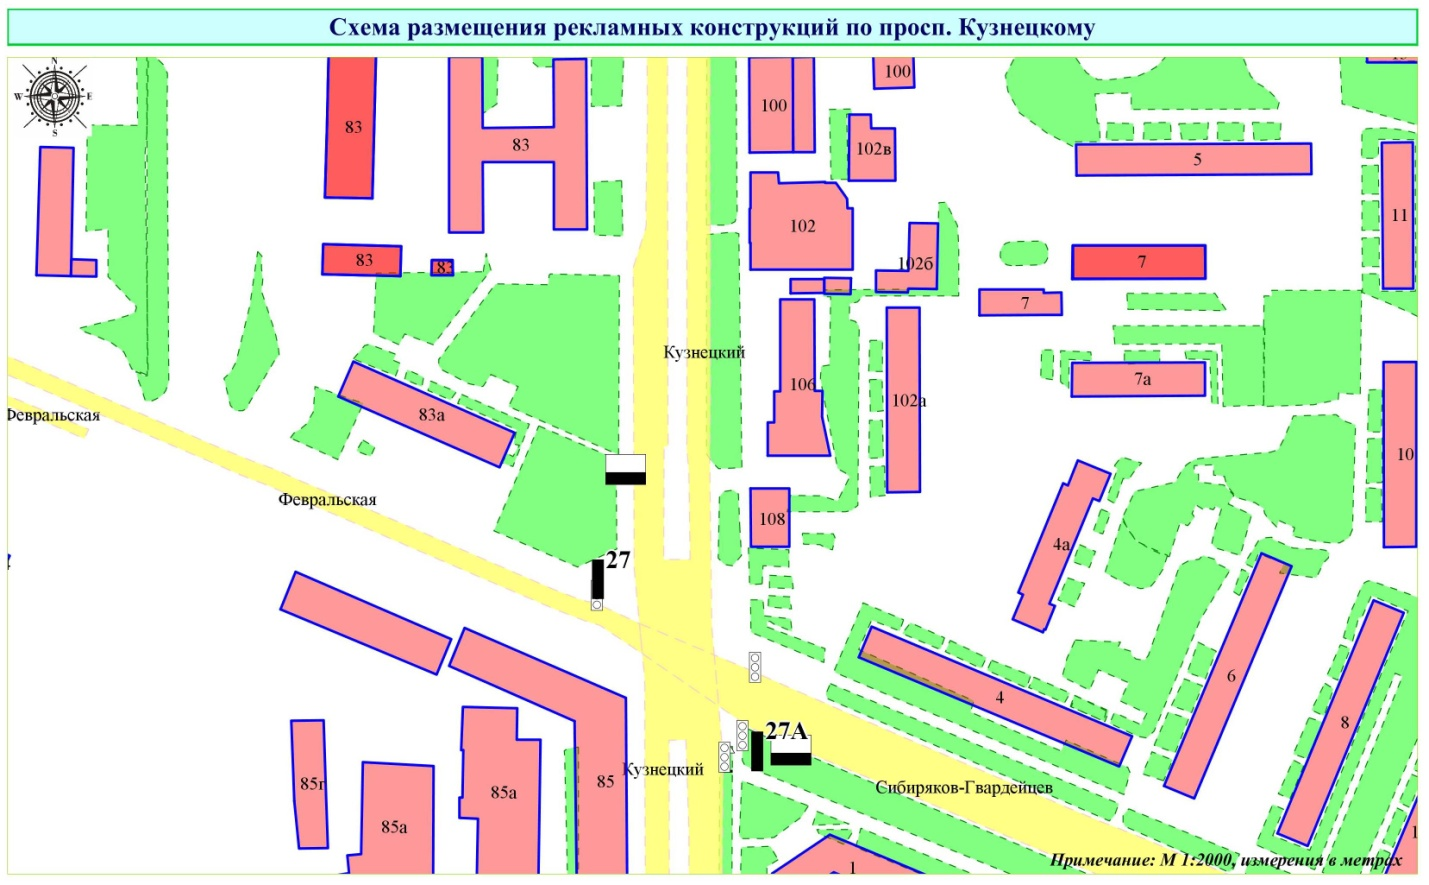 Схема размещения рекламных конструкций по просп. Кузнецкому
N
W E
S
83
83
100
100
102в
5
11
102
83
83
102б
7
7
Кузнецкий
106
102а
7а
Февральская
83а
10
Февральская
108
4а
27
6
4
8
27А
Кузнецкий
85г
85а
85
Сибиряков-Гвардейцев
85а
1
1
Примечание: М 1:2000, измерения в метрах